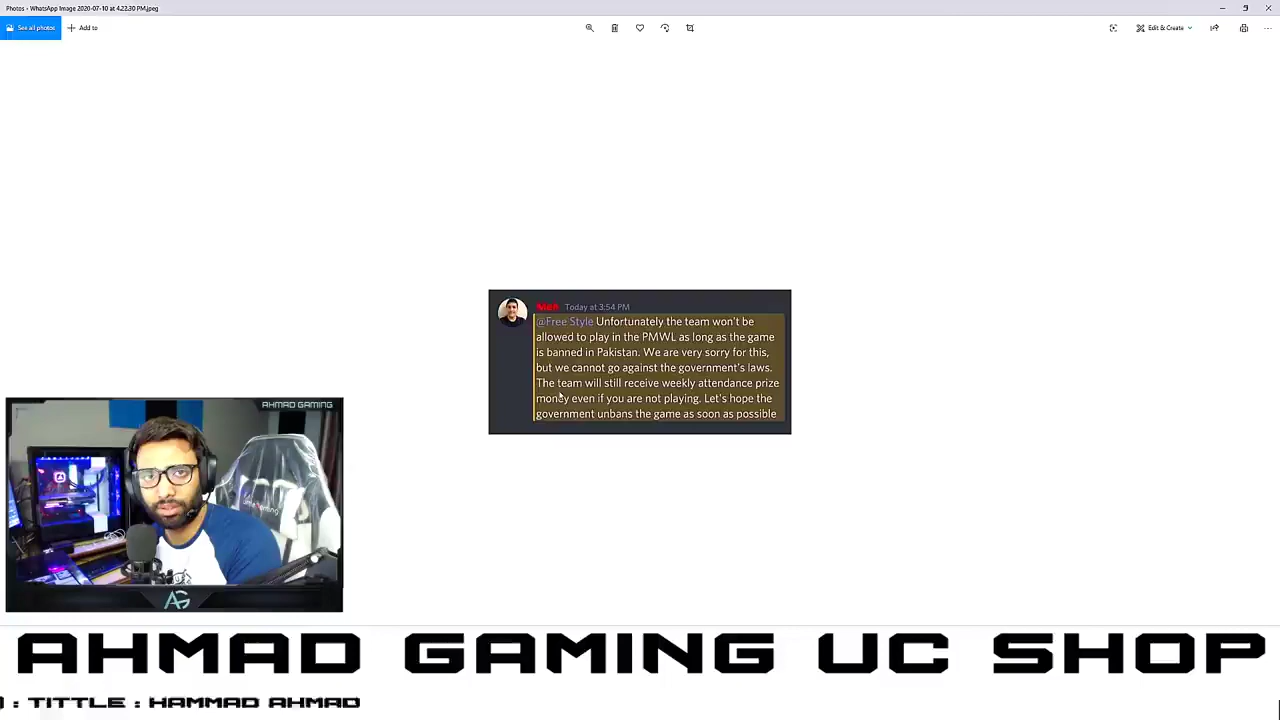 Photos - WhatsApp Image 2020-07-10 at 4.22.30 PM.jpeg
See all photos
Add to
Edit & Create
Today at 3:54 PM
@Free Style Unfortunately the team won't be
allowed to play in the PMWL as long as the game
is banned in Pakistan. We are very sorry for this,
but we cannot go against the government's laws.
The team will still receive weekly attendance prize
money even if you are not playing. Let's hope the
government unbans the game as soon as possible
AHMAD GAMING
AG
AHMAD GAMING UC SHOP
: TITTLE : HAMMAD AHMAD